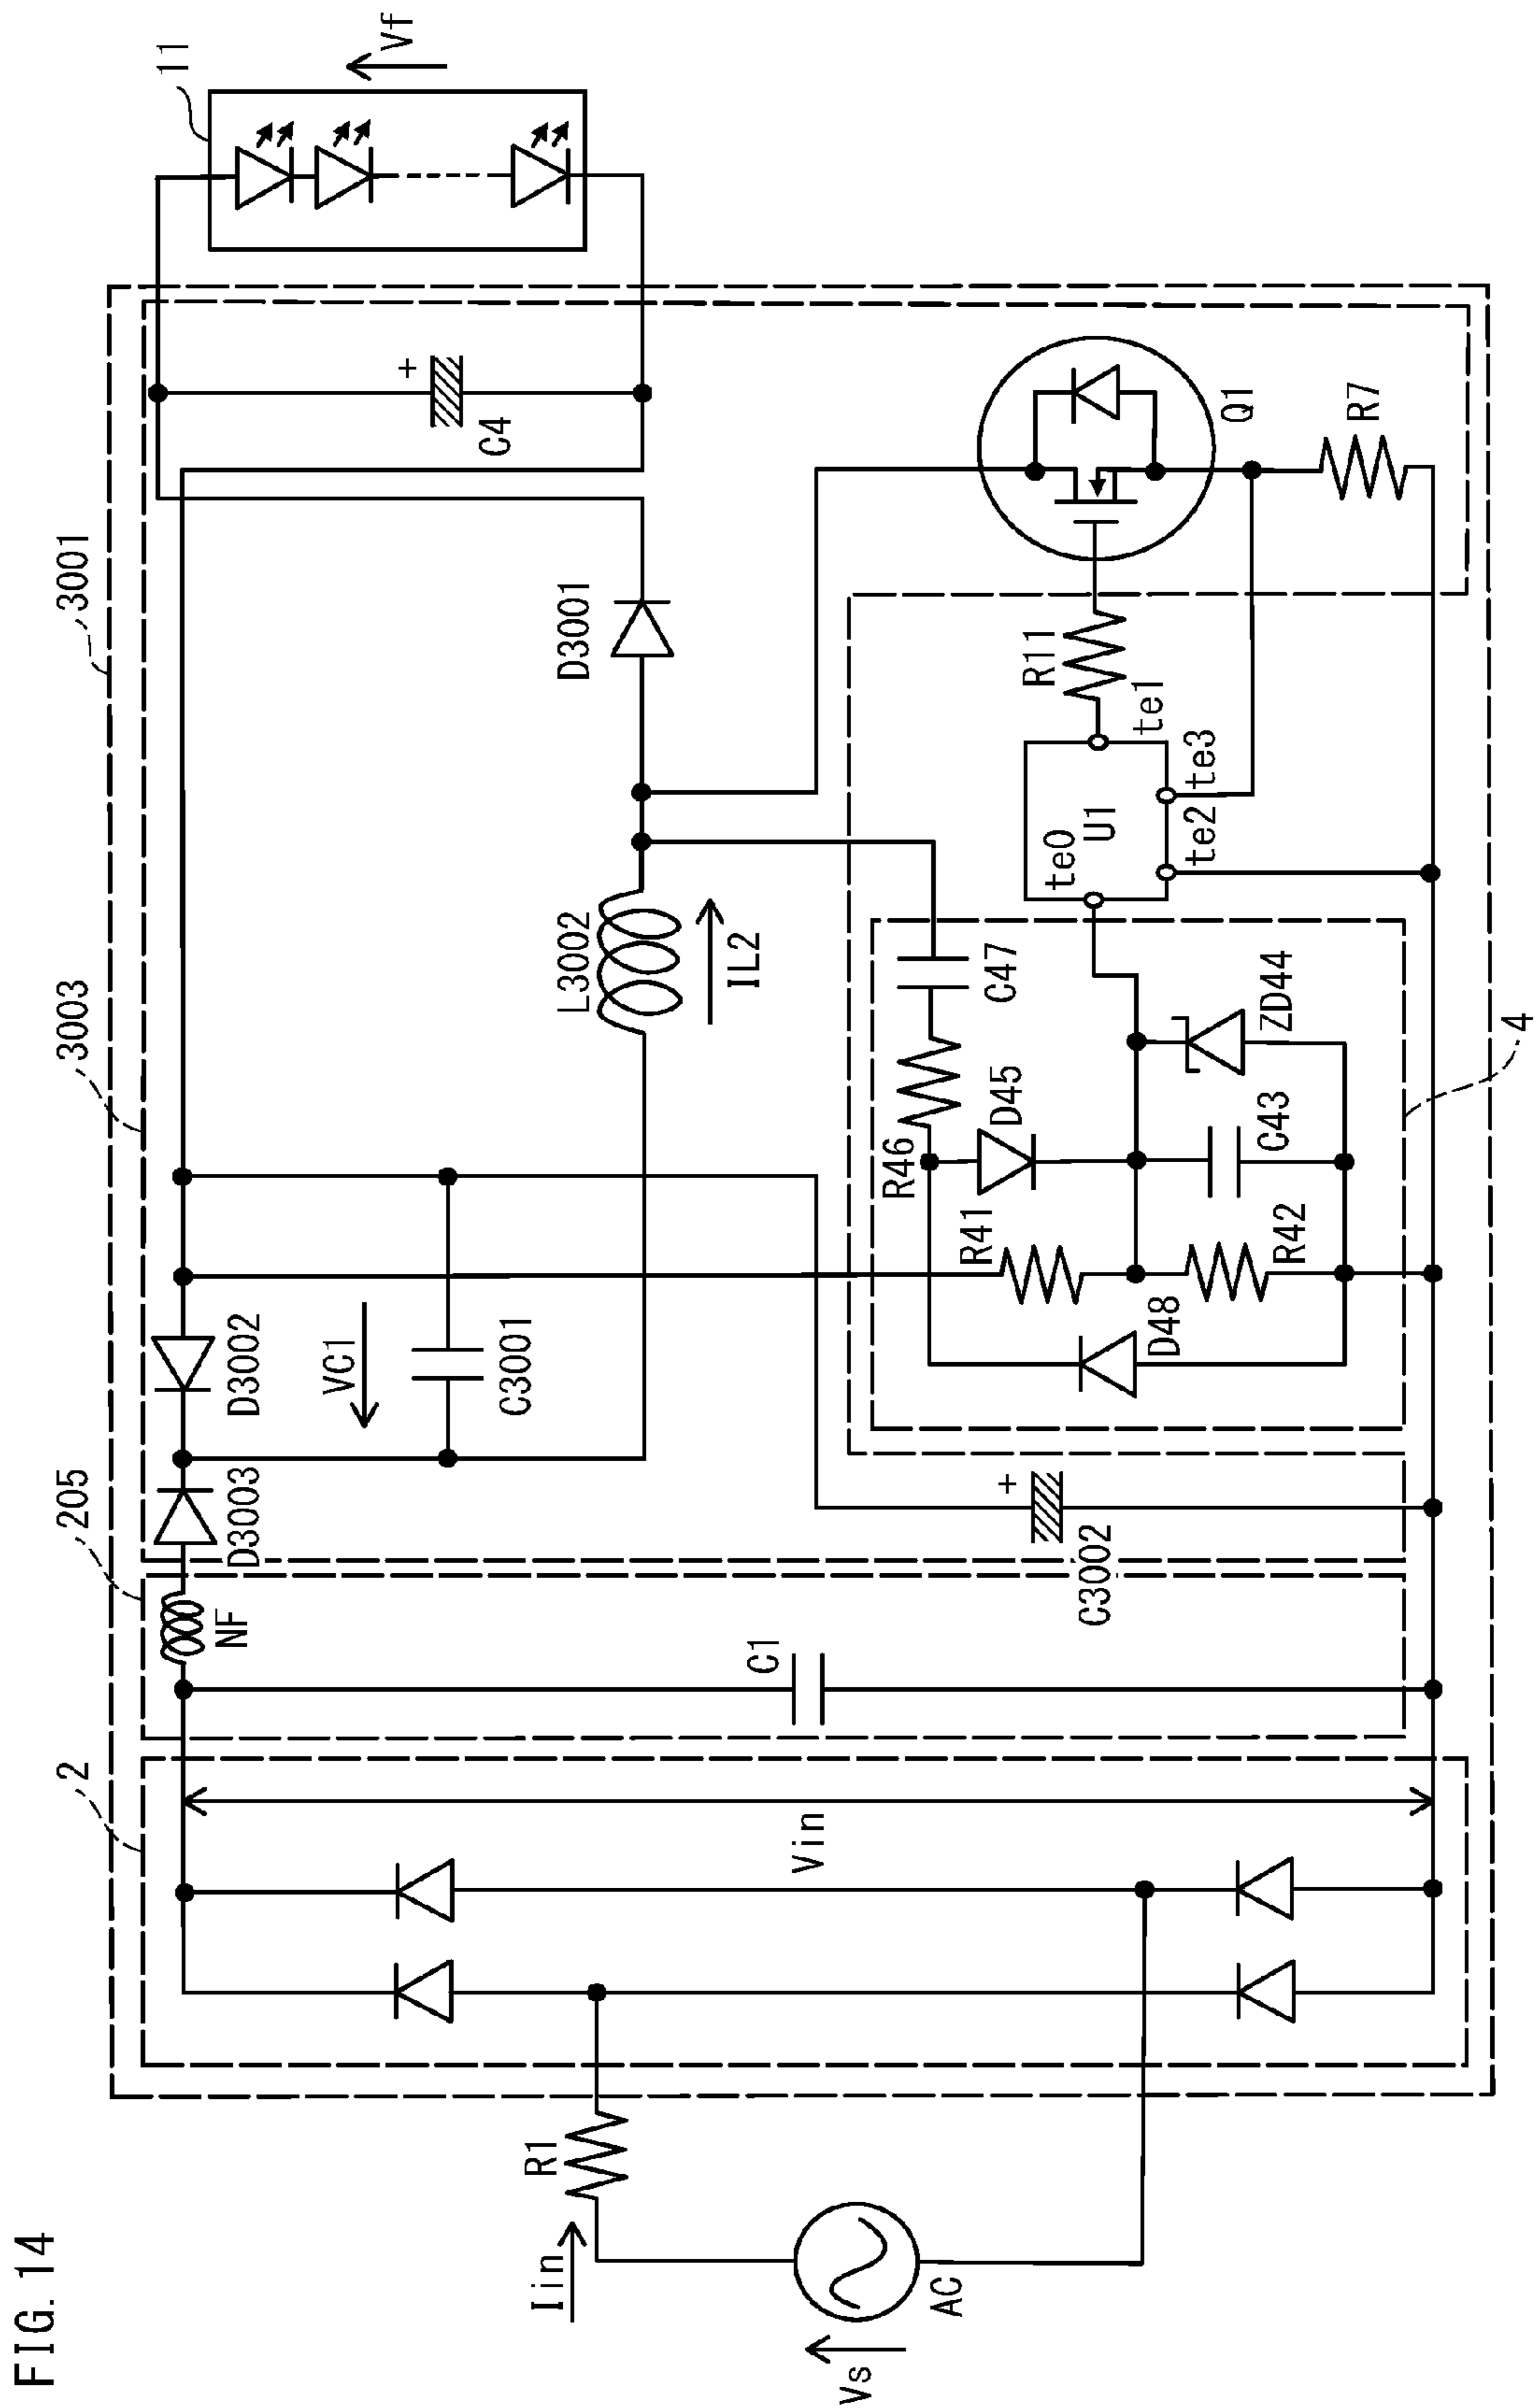 FIG. 14
3001
3003
205
2
11
Vf
NF
D3003
D3002
VC1
C3001
L3002
IL2
D3001
C4
+
C1
Vin
C3002
+
R1
Iin
AC
Vs
R46
C47
D45
R41
R42
D48
C43
ZD44
te0
U1
te1
te2
te3
R11
Q1
R7
4